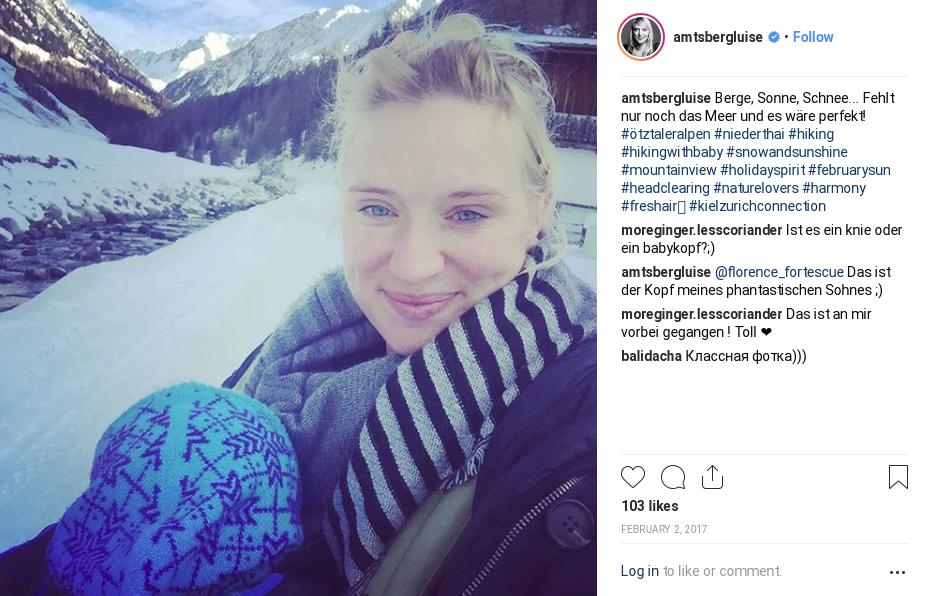 amtsbergluise • Follow
amtsbergluise Berge, Sonne, Schnee... Fehlt
nur noch das Meer und es wäre perfekt!
#ötztaleralpen #niederthai #hiking
#hikingwithbaby #snowandsunshine
#mountainview #holidayspirit #februarysun
#headclearing #naturelovers #harmony
#freshair▯ #kielzurichconnection
moreginger.lesscoriander Ist es ein knie oder
ein babykopf?;)
amtsbergluise @florence_fortescue Das ist
der Kopf meines phantastischen Sohnes ;)
moreginger.lesscoriander Das ist an mir
vorbei gegangen ! Toll ❤
balidacha Классная фотка)))
103 likes
FEBRUARY 2, 2017
Log in to like or comment.